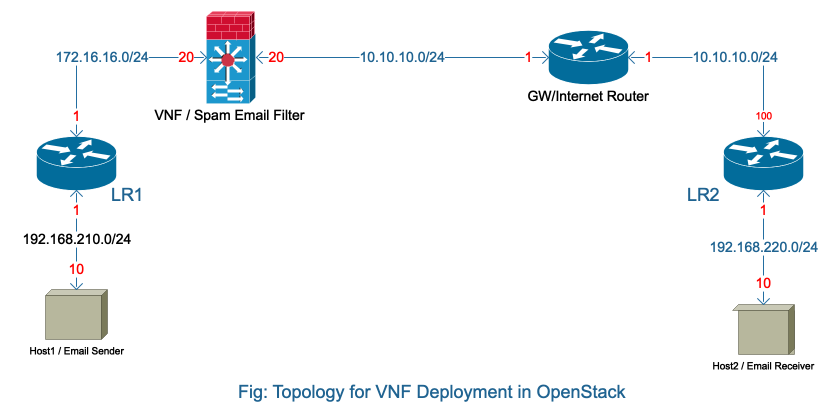 172.16.16.0/24
20
20
10.10.10.0/24
1
1
10.10.10.0/24
VNF / Spam Email Filter
GW/Internet Router
1
100
LR1
LR2
1
1
192.168.210.0/24
192.168.220.0/24
10
10
Host1 / Email Sender
Host2 / Email Receiver
Fig: Topology for VNF Deployment in OpenStack